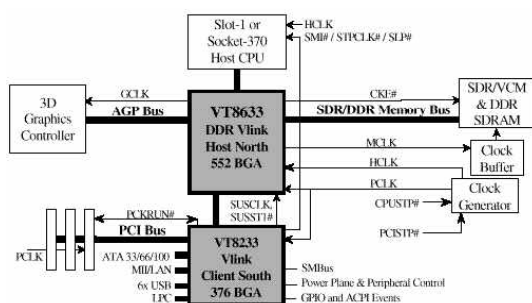 Slot-1 or
Socket-370
Host CPU
HCLK
SMI# / STPCLK# / SLP#
3D
Graphics
Controller
GCLK
AGP Bus
VT8633
DDR Vlink
Host North
552 BGA
CKE#
SDR/DDR Memory Bus
SDR/VCM
& DDR
SDRAM
MCLK
Clock
Buffer
HCLK
PCLK
Clock
Generator
CPUSTP#
PCISTP#
SUSCLK,
SUSST1#
PCKRUN#
PCI Bus
PCLK
VT8233
Vlink
Client South
376 BGA
ATA 33/66/100
MII/LAN
6x USB
LPC
SMBus
Power Plane & Peripheral Control
GPIO and ACPI Events